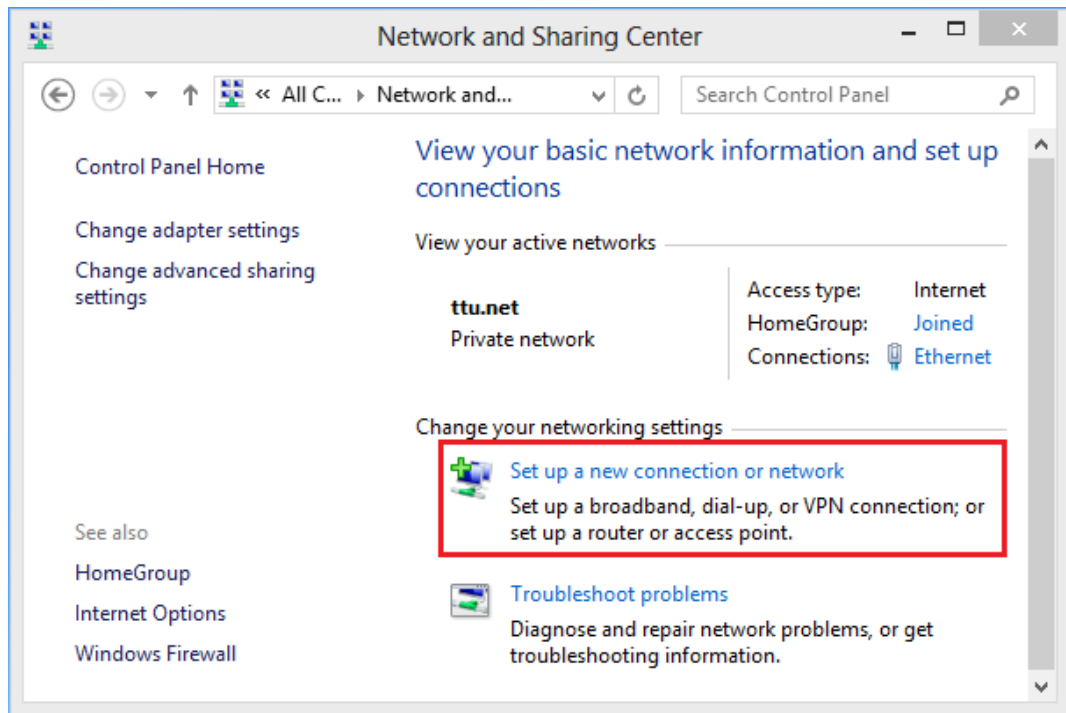 Network and Sharing Center
« All C... Network and...
Search Control Panel
Control Panel Home
Change adapter settings
Change advanced sharing
settings
See also
HomeGroup
Internet Options
Windows Firewall
View your basic network information and set up
connections
View your active networks
ttu.net
Private network
Access type: Internet
HomeGroup: Joined
Connections: Ethernet
Change your networking settings
Set up a new connection or network
Set up a broadband, dial-up, or VPN connection; or
set up a router or access point.
Troubleshoot problems
Diagnose and repair network problems, or get
troubleshooting information.